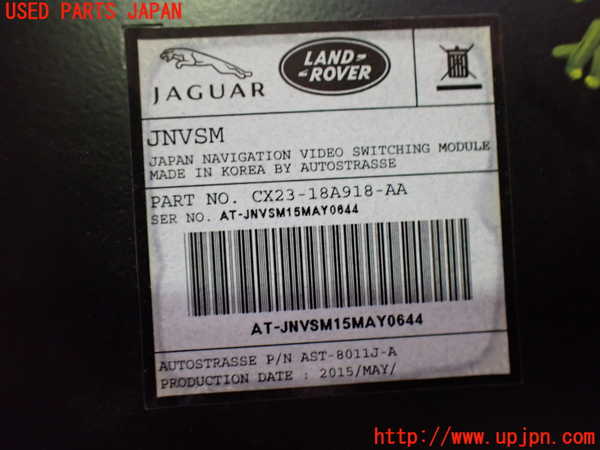 USED PARTS JAPAN
JAGUAR
LAND-
-ROVER
JNVSM
JAPAN NAVIGATION VIDEO SWITCHING MODULE
MADE IN KOREA BY AUTOSTRASSE
PART NO. CX23-18A918-AA
SER NO. AT-JNVSM15MAY0644
AT-JNVSM15MAY0644
AUTOSTRASSE P/N AST-8011J-A
PRODUCTION DATE : 2015/MAY/
http://www.upjpn.com/